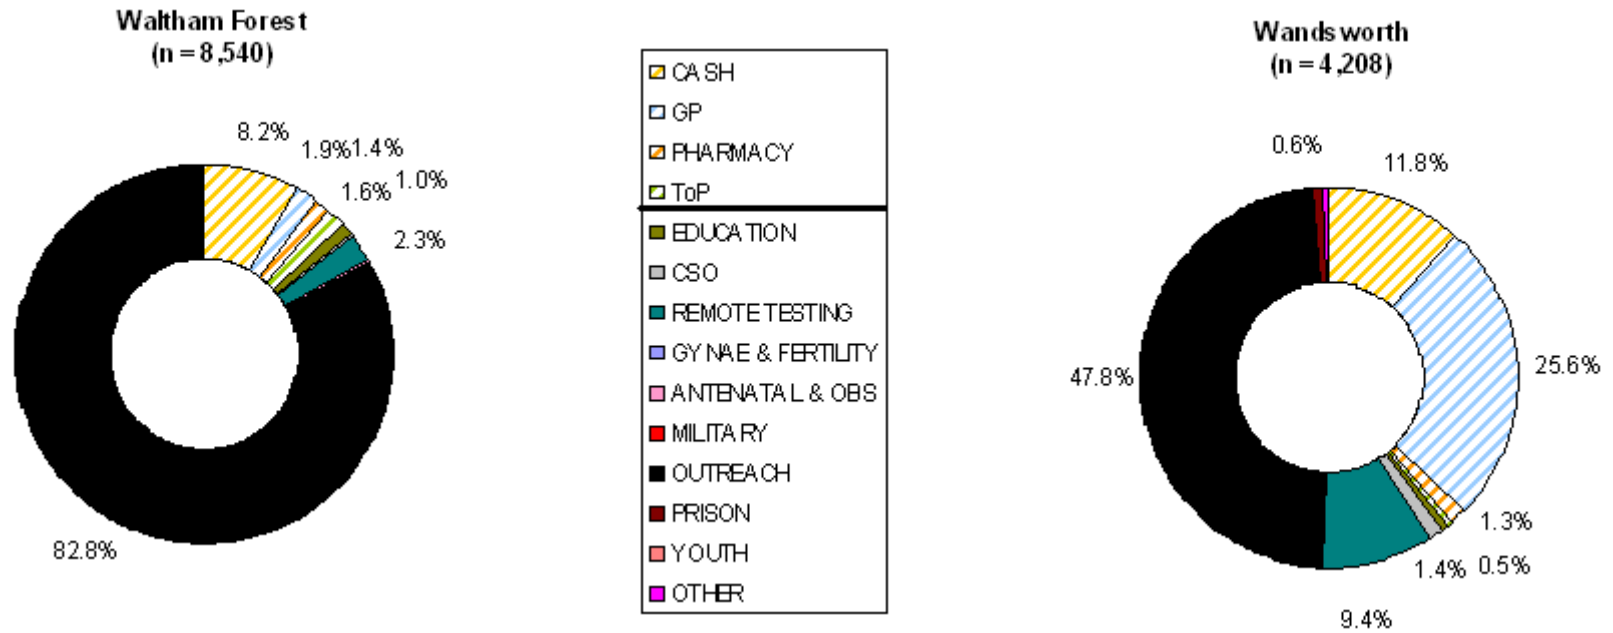 Waltham Forest
(n = 8,540)
8.2%
1.9%
1.4%
1.6%
1.0%
2.3%
82.8%
CASH
GP
PHARMACY
ToP
EDUCATION
CSO
REMOTE TESTING
GYNAE & FERTILITY
ANTENATAL & OBS
MILITARY
OUTREACH
PRISON
YOUTH
OTHER
Wandsworth
(n = 4,208)
0.6%
11.8%
25.6%
47.8%
1.3%
1.4%
0.5%
9.4%